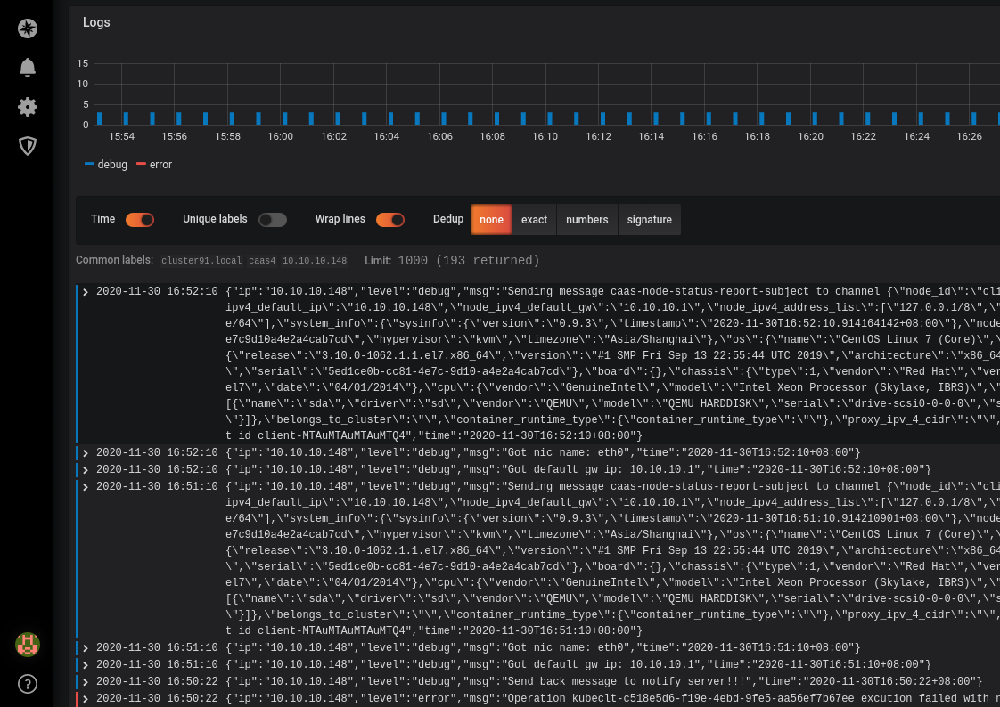 Logs
15
10
5
0
15:54 15:56 15:58 16:00 16:02 16:04 16:06 16:08 16:10 16:12 16:14 16:16 16:18 16:20 16:22 16:24 16:26
debug error
Time Unique labels Wrap lines Dedup none exact numbers signature
Common labels: cluster91.local caas4 10.10.10.148 Limit: 1000 (193 returned)
2020-11-30 16:52:10 {"ip":"10.10.10.148","level":"debug","msg":"Sending message caas-node-status-report-subject to channel {\"node_id\":\"cli
ipv4_default_ip\":\"10.10.10.148\",\"node_ipv4_default_gw\":\"10.10.10.1\",\"node_ipv4_address_list\":[\"127.0.0.1/8\",\
e/64\"],\"system_info\":{\"sysinfo\":{\"version\":\"0.9.3\",\"timestamp\":\"2020-11-30T16:52:10.914164142+08:00\"},\"node
e7c9d10a4e2a4cab7cd\",\"hypervisor\":\"kvm\",\"timezone\":\"Asia/Shanghai\"},\"os\":{\"name\":\"CentOS Linux 7 (Core)\",\
{\"release\":\"3.10.0-1062.1.1.el7.x86_64\",\"version\":\"#1 SMP Fri Sep 13 22:55:44 UTC 2019\",\"architecture\":\"x86_64
\",\"serial\":\"5ed1ce0b-cc81-4e7c-9d10-a4e2a4cab7cd\"},\"board\":{},\"chassis\":{\"type\":1,\"vendor\":\"Red Hat\",\"ver
el7\",\"date\":\"04/01/2014\"},\"cpu\":{\"vendor\":\"GenuineIntel\",\"model\":\"Intel Xeon Processor (Skylake, IBRS)\",\"
[{\"name\":\"sda\",\"driver\":\"sd\",\"vendor\":\"QEMU\",\"model\":\"QEMU HARDDISK\",\"serial\":\"drive-scsi0-0-0-0\",\"s
\"}]},\"belongs_to_cluster\":\"\",\"container_runtime_type\":{\"container_runtime_type\":\"\"},\"proxy_ipv_4_cidr\":\"\",
t id client-MTAuMTAuMTAuMTQ4","time":"2020-11-30T16:52:10+08:00"}
2020-11-30 16:52:10 {"ip":"10.10.10.148","level":"debug","msg":"Got nic name: eth0","time":"2020-11-30T16:52:10+08:00"}
2020-11-30 16:52:10 {"ip":"10.10.10.148","level":"debug","msg":"Got default gw ip: 10.10.10.1","time":"2020-11-30T16:52:10+08:00"}
2020-11-30 16:51:10 {"ip":"10.10.10.148","level":"debug","msg":"Sending message caas-node-status-report-subject to channel {\"node_id\":\"cli
ipv4_default_ip\":\"10.10.10.148\",\"node_ipv4_default_gw\":\"10.10.10.1\",\"node_ipv4_address_list\":[\"127.0.0.1/8\",\
e/64\"],\"system_info\":{\"sysinfo\":{\"version\":\"0.9.3\",\"timestamp\":\"2020-11-30T16:51:10.914210901+08:00\"},\"node
e7c9d10a4e2a4cab7cd\",\"hypervisor\":\"kvm\",\"timezone\":\"Asia/Shanghai\"},\"os\":{\"name\":\"CentOS Linux 7 (Core)\",\
{\"release\":\"3.10.0-1062.1.1.el7.x86_64\",\"version\":\"#1 SMP Fri Sep 13 22:55:44 UTC 2019\",\"architecture\":\"x86_64
\",\"serial\":\"5ed1ce0b-cc81-4e7c-9d10-a4e2a4cab7cd\"},\"board\":{},\"chassis\":{\"type\":1,\"vendor\":\"Red Hat\",\"ver
el7\",\"date\":\"04/01/2014\"},\"cpu\":{\"vendor\":\"GenuineIntel\",\"model\":\"Intel Xeon Processor (Skylake, IBRS)\",\"
[{\"name\":\"sda\",\"driver\":\"sd\",\"vendor\":\"QEMU\",\"model\":\"QEMU HARDDISK\",\"serial\":\"drive-scsi0-0-0-0\",\"s
\"}]},\"belongs_to_cluster\":\"\",\"container_runtime_type\":{\"container_runtime_type\":\"\"},\"proxy_ipv_4_cidr\":\"\",
t id client-MTAuMTAuMTAuMTQ4","time":"2020-11-30T16:51:10+08:00"}
2020-11-30 16:51:10 {"ip":"10.10.10.148","level":"debug","msg":"Got nic name: eth0","time":"2020-11-30T16:51:10+08:00"}
2020-11-30 16:51:10 {"ip":"10.10.10.148","level":"debug","msg":"Got default gw ip: 10.10.10.1","time":"2020-11-30T16:51:10+08:00"}
2020-11-30 16:50:22 {"ip":"10.10.10.148","level":"debug","msg":"Send back message to notify server!!!","time":"2020-11-30T16:50:22+08:00"}
2020-11-30 16:50:22 {"ip":"10.10.10.148","level":"error","msg":"Operation kubeclt-c518e5d6-f19e-4ebd-9fe5-aa56ef7b67ee excution failed with